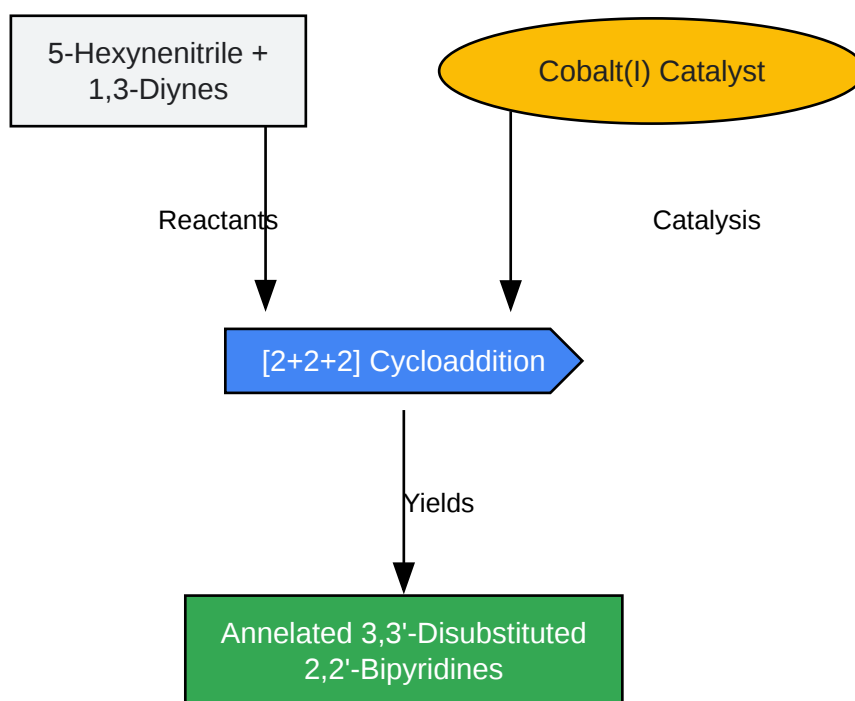 5-Hexynenitrile +
1,3-Diynes
Cobalt(I) Catalyst
Reactants
Catalysis
[2+2+2] Cycloaddition
Yields
Annelated 3,3'-Disubstituted
2,2'-Bipyridines